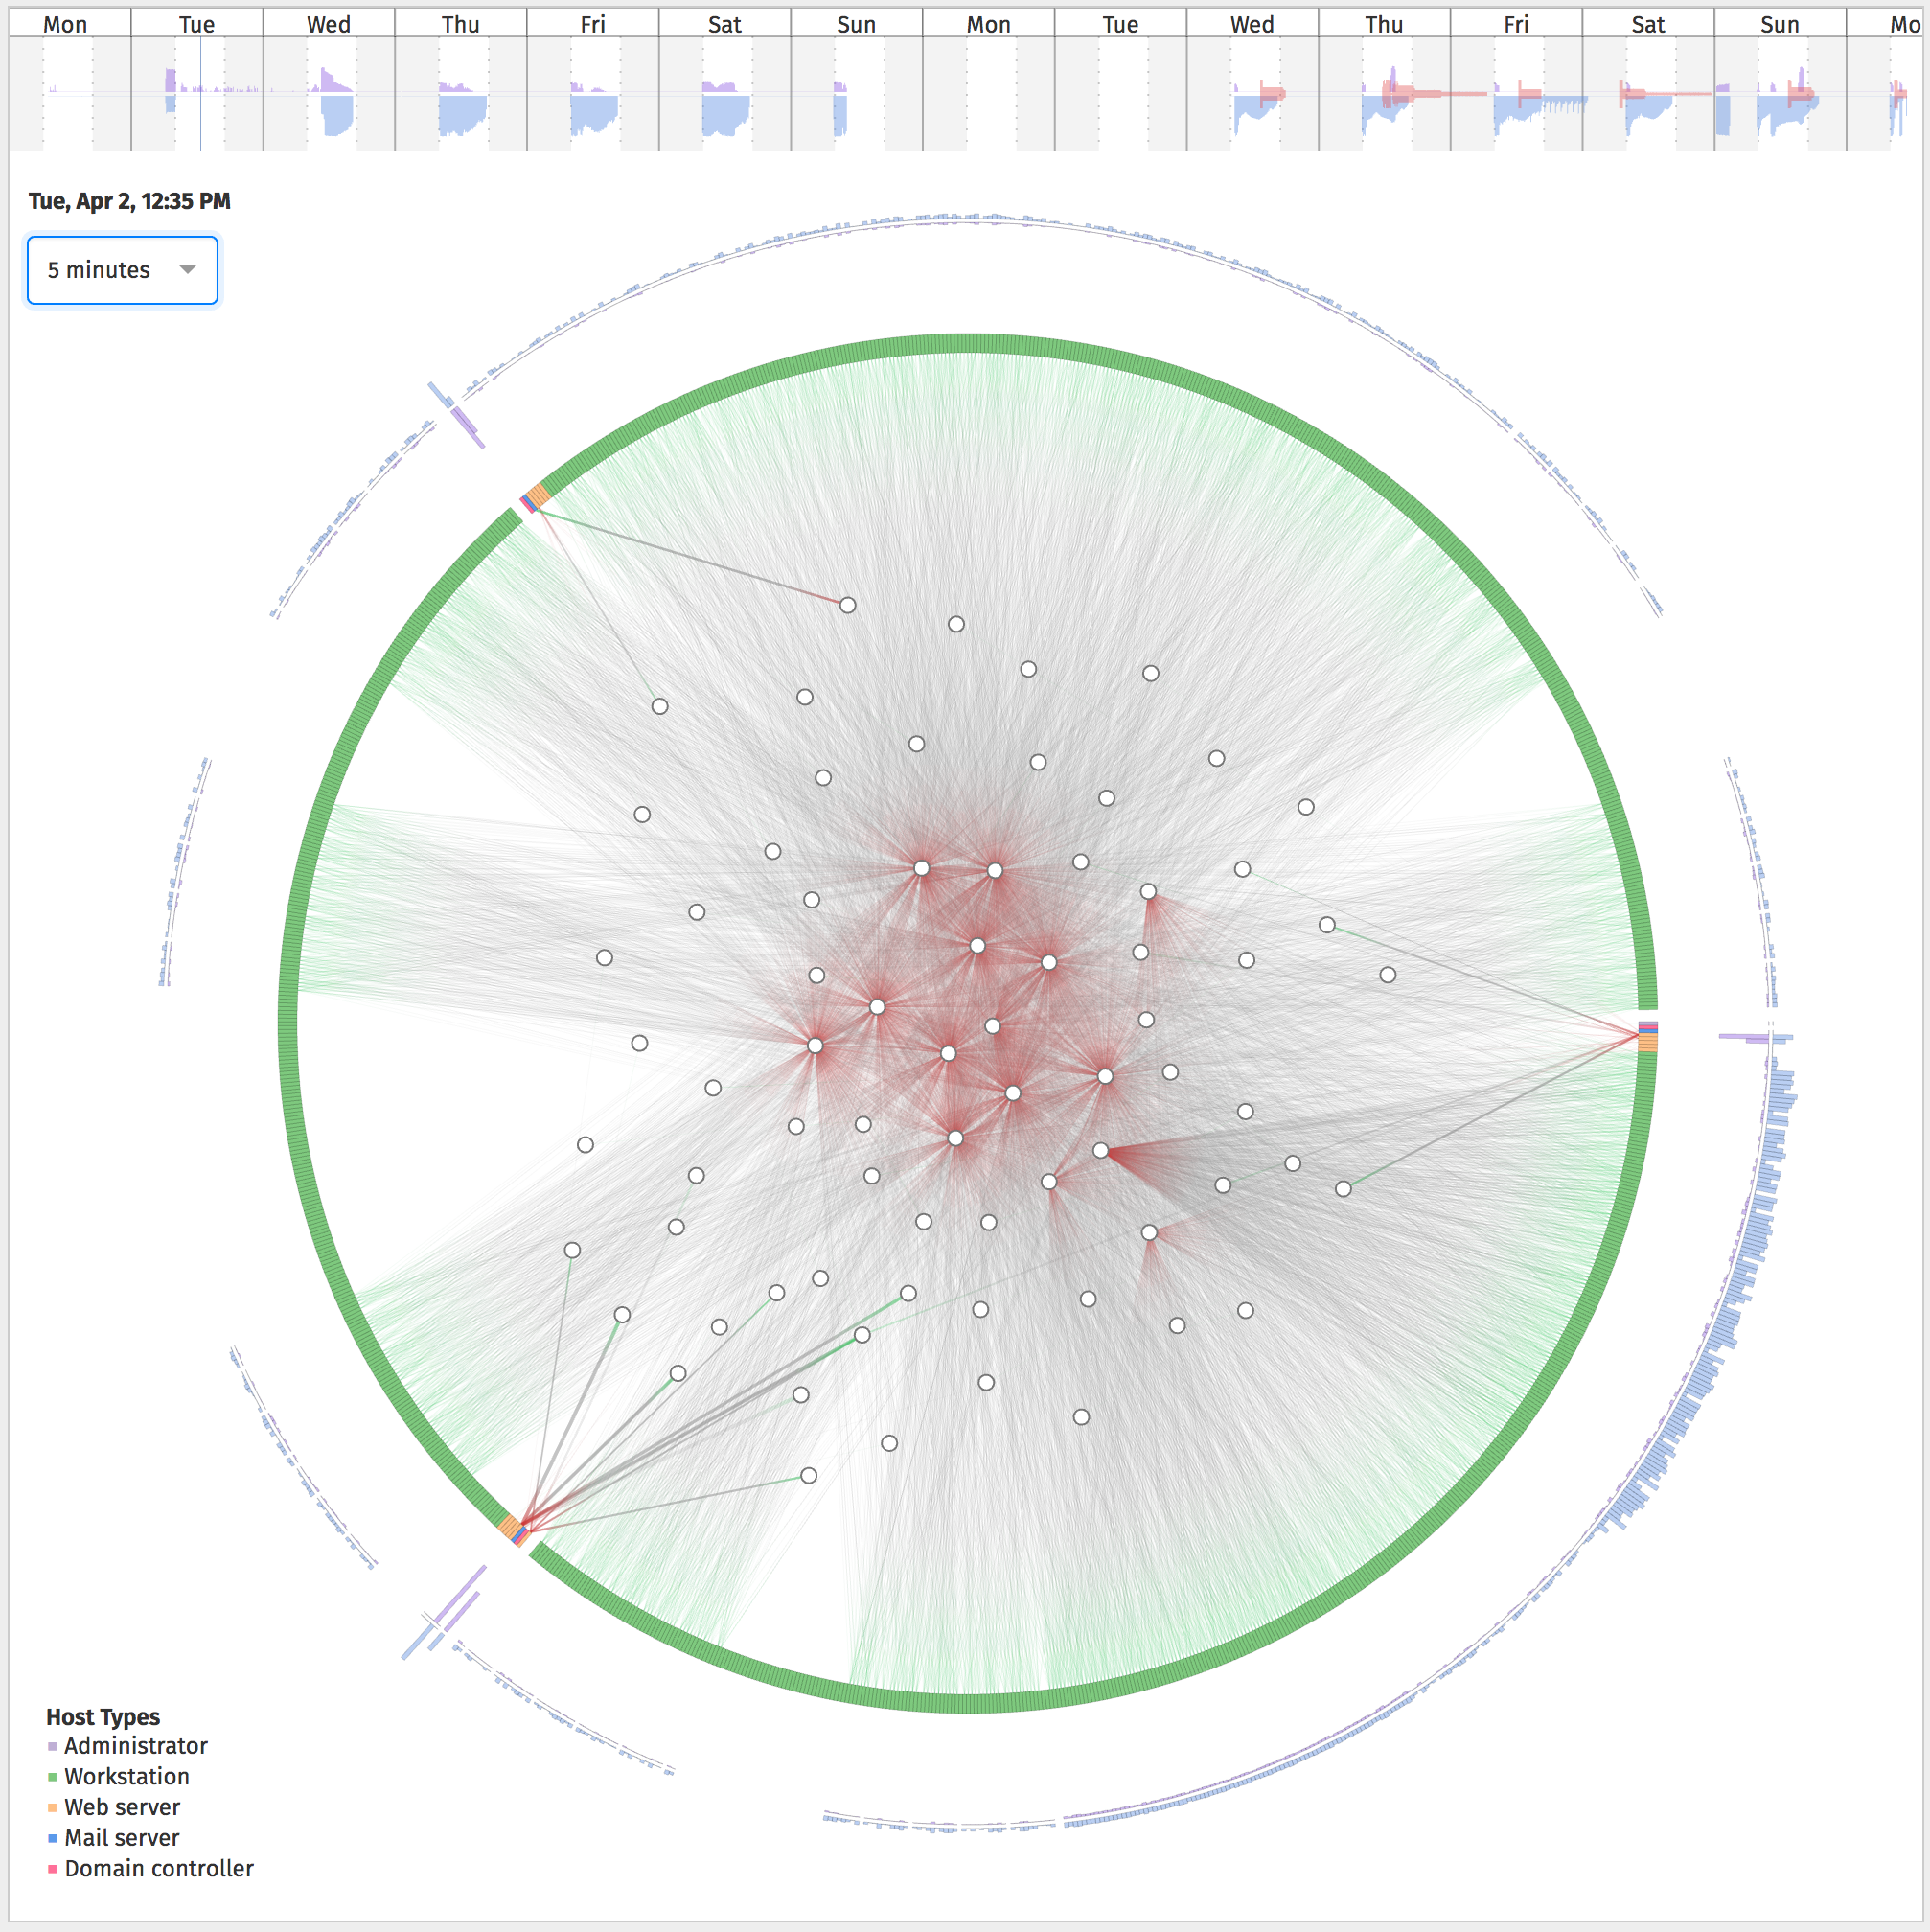 Mon Tue Wed Thu Fri Sat Sun Mon Tue Wed Thu Fri Sat Sun Mo
Tue, Apr 2, 12:35 PM
5 minutes
Host Types
Administrator
Workstation
Web server
Mail server
Domain controller